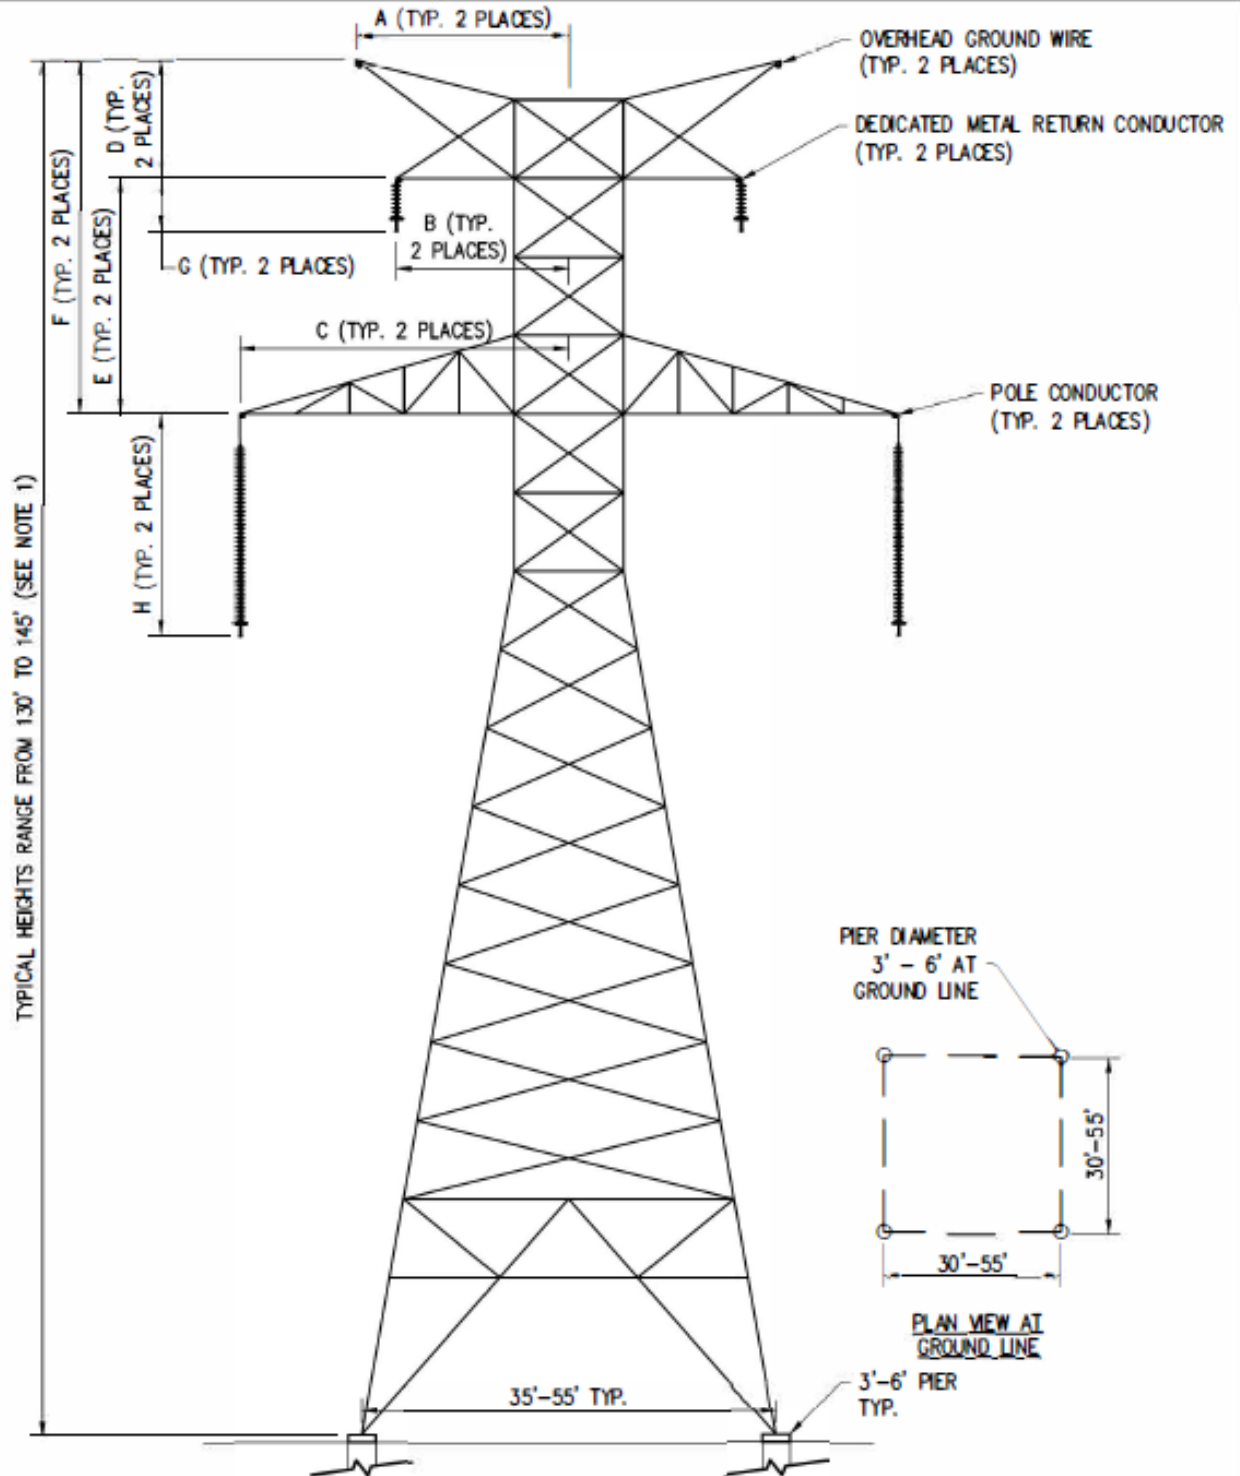 A (TYP. 2 PLACES)
OVERHEAD GROUND WIRE
(TYP. 2 PLACES)
DEDICATED METAL RETURN CONDUCTOR
(TYP. 2 PLACES)
D (TYP.
2 PLACES)
F (TYP. 2 PLACES)
E (TYP. 2 PLACES)
B (TYP.
2 PLACES)
G (TYP. 2 PLACES)
C (TYP. 2 PLACES)
POLE CONDUCTOR
(TYP. 2 PLACES)
H (TYP. 2 PLACES)
TYPICAL HEIGHTS RANGE FROM 130' TO 145' (SEE NOTE 1)
PIER DIAMETER
3' - 6' AT
GROUND LINE
30'-55'
30'-55'
PLAN VIEW AT
GROUND LINE
35'-55' TYP.
3'-6' PIER
TYP.